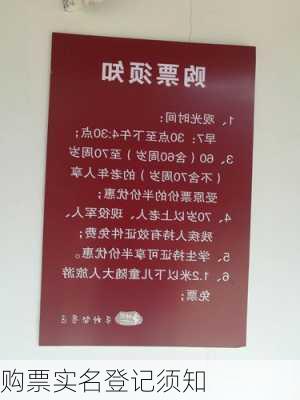 购票须知
1、观光时间：
早7：30点至下午4:30点；
3、60（含60周岁）至70周岁
（不含70周岁）的老年人享
受原票价的半价优惠；
4、70岁以上老人、现役军人、
残疾人持有效证件免费；
5、学生持证可享半价优惠。
6、1.2米以下儿童随大人旅游
免票；
购票实名登记须知